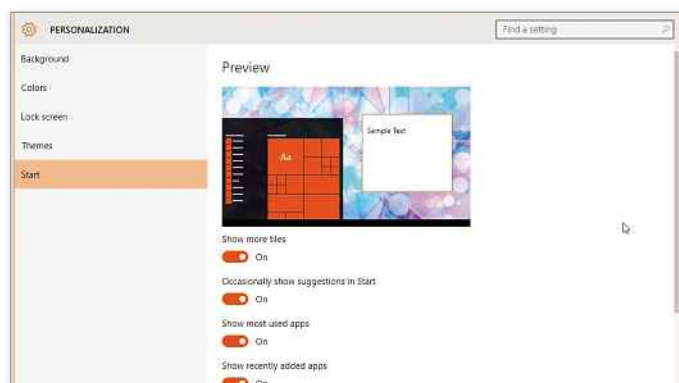 PERSONALIZATION
Find a setting
Background
Colors
Lock screen
Themes
Start
Preview
Sample Text
Aa
Show more tiles
On
Occasionally show suggestions in Start
On
Show most used apps
On
Show recently added apps
On